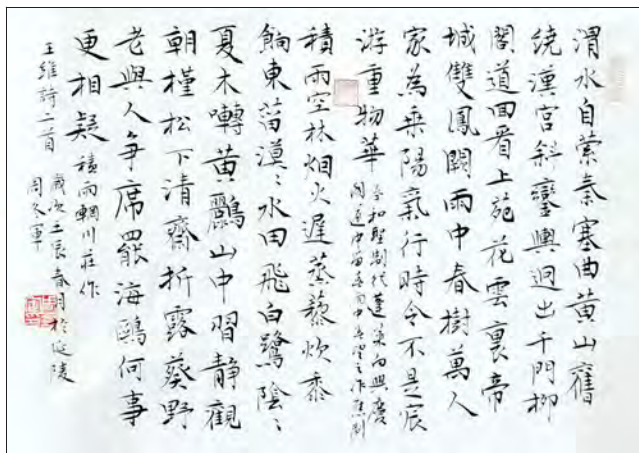 渭水自縈秦塞曲黄山舊
繞漢宫斜鑾輿迥出千門柳
閣道回看上苑花雲裏帝
城雙鳳闕雨中春樹萬人
家為乘陽氣行時令不是宸
游重物華
奉和聖制從蓬萊向興慶
閣道中留春雨中春望之作應制
積雨空林烟火遲蒸藜炊黍
餉東菑漠〻水田飛白鷺陰〻
夏木囀黄鸝山中習静觀
朝槿松下清齋折露葵野
老與人争席罷海鷗何事
更相疑 積雨輞川莊作
王維詩二首 歲次壬辰春月於延陵
周冬軍